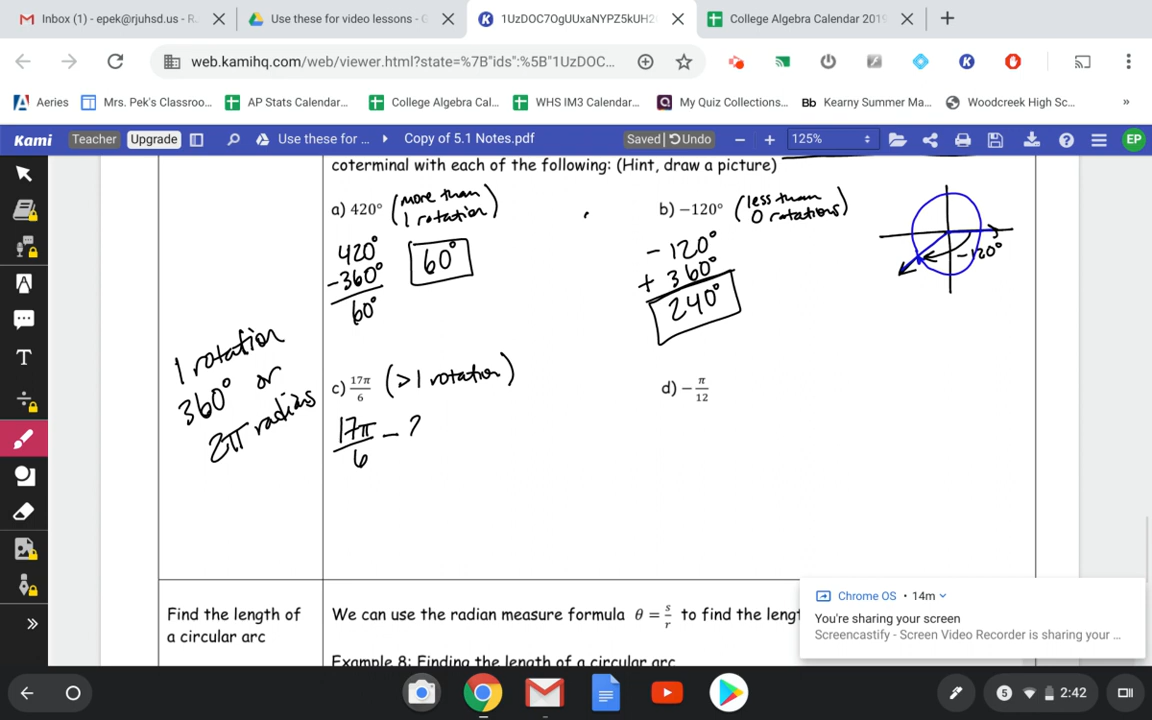 Inbox (1) - epek@rjuhsd.us - R
Use these for video lessons - G
1UzDOC7OgUUxaNYPZ5kUH2
College Algebra Calendar 2019
web.kamihq.com/web/viewer.html?state=%7B"ids":%5B"1UzDOC...
Aeries
Mrs. Pek's Classroo...
AP Stats Calendar...
College Algebra Cal...
WHS IM3 Calendar...
My Quiz Collections...
Bb Kearny Summer Ma...
Woodcreek High Sc...
»
Kami Teacher Upgrade
Use these for ...
Copy of 5.1 Notes.pdf
Saved Undo
125%
EP
coterminal with each of the following: (Hint, draw a picture)
a) 420° (more than
1 rotation)
420°
-360°
60°
60°
b) -120° (less than
0 rotations)
-120°
+ 360°
240°
-120°
1 rotation
360° or
2π radians
c) 17π/6 (>1 rotation)
17π/6 - 2
d) -π/12
Find the length of
a circular arc
We can use the radian measure formula θ = s/r to find the lengt
Example 8: Finding the length of a circular arc
Chrome OS • 14m
You're sharing your screen
Screencastify - Screen Video Recorder is sharing your ...
5
2:42